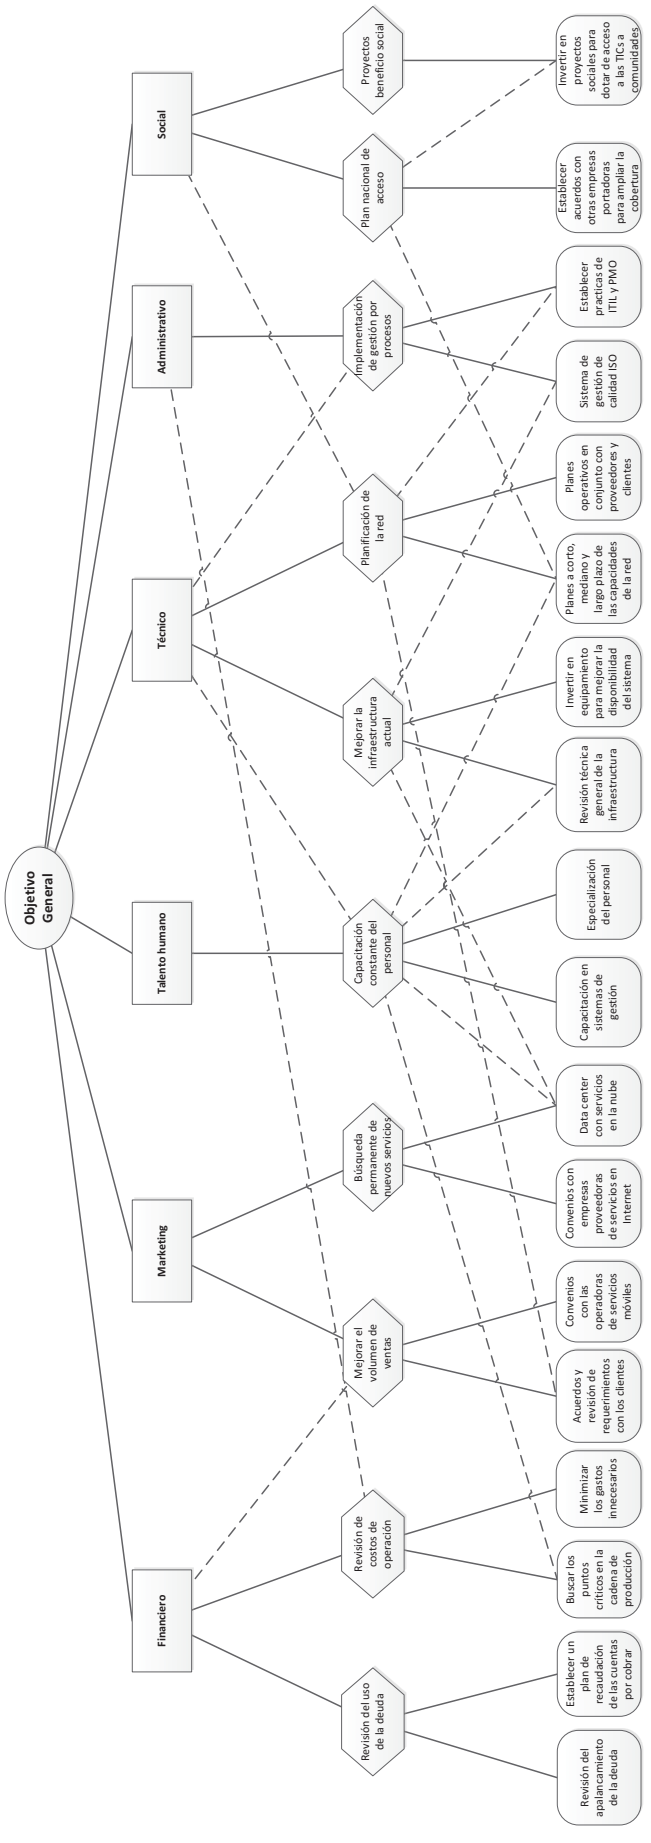 Objetivo
General
Financiero
Marketing
Talento humano
Técnico
Administrativo
Social
Revisión del uso
de la deuda
Revisión de
costos de
operación
Mejorar el
volumen de
ventas
Búsqueda
permanente de
nuevos servicios
Capacitación
constante del
personal
Mejorar la
infraestructura
actual
Planificación de
la red
Implementación
de gestión por
procesos
Plan nacional de
acceso
Proyectos
beneficio social
Revisión del
apalancamiento
de la deuda
Establecer un
plan de
recaudación
de las cuentas
por cobrar
Buscar los
puntos
críticos en la
cadena de
producción
Minimizar
los gastos
innecesarios
Acuerdos y
revisión de
requerimientos
con los clientes
Convenios
con las
operadoras
de servicios
móviles
Convenios con
empresas
proveedoras
de servicios en
Internet
Data center
con servicios
en la nube
Capacitación en
sistemas de
gestión
Especialización
del personal
Revisión técnica
general de la
infraestructura
Invertir en
equipamiento
para mejorar la
disponibilidad
del sistema
Planes a corto,
mediano y
largo plazo de
las capacidades
de la red
Planes
operativos en
conjunto con
proveedores y
clientes
Sistema de
gestión de
calidad ISO
Establecer
practicas de
ITIL y PMO
Establecer
acuerdos con
otras empresas
portadoras
para ampliar la
cobertura
Invertir en
proyectos
sociales para
dotar de acceso
a las TICs a
comunidades